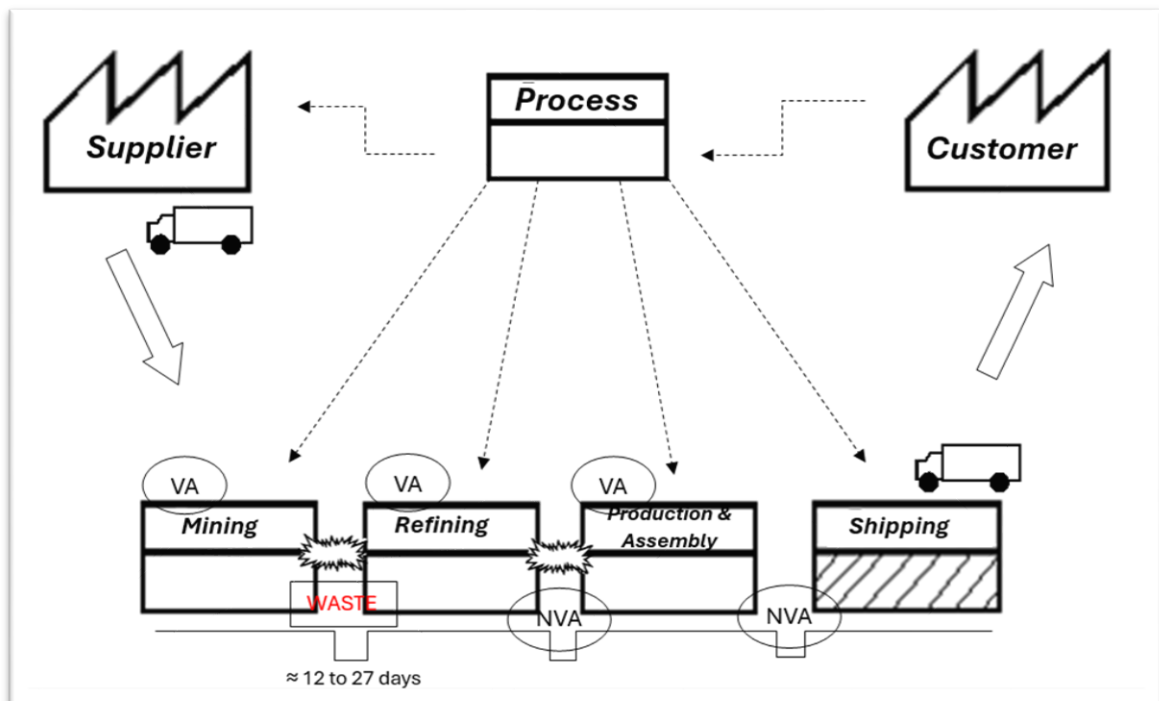 Process
Supplier
Customer
VA
VA
VA
Mining
Refining
Production &
Assembly
Shipping
WASTE
NVA
NVA
≈ 12 to 27 days